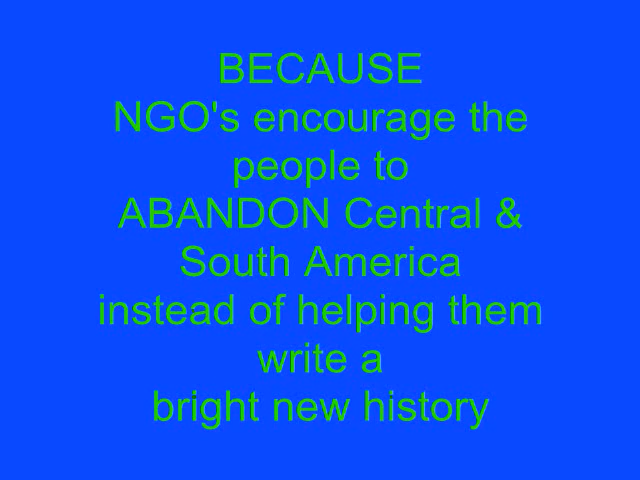 BECAUSE
NGO's encourage the
people to
ABANDON Central &
South America
instead of helping them
write a
bright new history